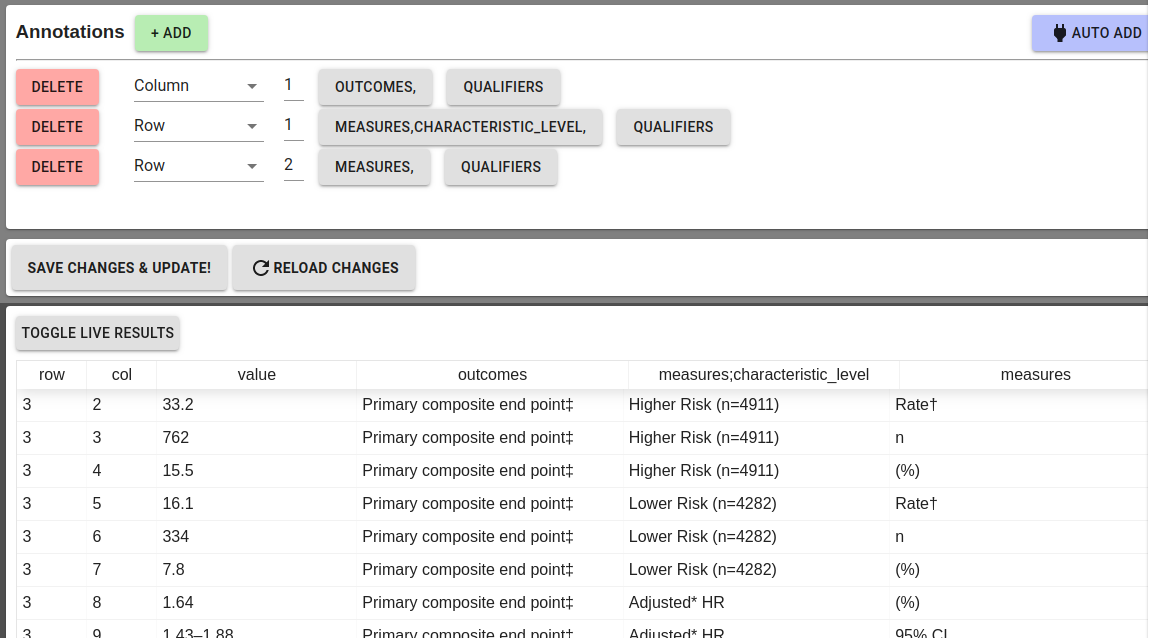 Annotations + ADD AUTO ADD
DELETE Column 1 OUTCOMES, QUALIFIERS
DELETE Row 1 MEASURES,CHARACTERISTIC_LEVEL, QUALIFIERS
DELETE Row 2 MEASURES, QUALIFIERS
SAVE CHANGES & UPDATE! RELOAD CHANGES
TOGGLE LIVE RESULTS
row col value outcomes measures;characteristic_level measures
3 2 33.2 Primary composite end point‡ Higher Risk (n=4911) Rate†
3 3 762 Primary composite end point‡ Higher Risk (n=4911) n
3 4 15.5 Primary composite end point‡ Higher Risk (n=4911) (%)
3 5 16.1 Primary composite end point‡ Lower Risk (n=4282) Rate†
3 6 334 Primary composite end point‡ Lower Risk (n=4282) n
3 7 7.8 Primary composite end point‡ Lower Risk (n=4282) (%)
3 8 1.64 Primary composite end point‡ Adjusted* HR (%)
3 9 1.43–1.88 Primary composite end point‡ Adjusted* HR 95% CI